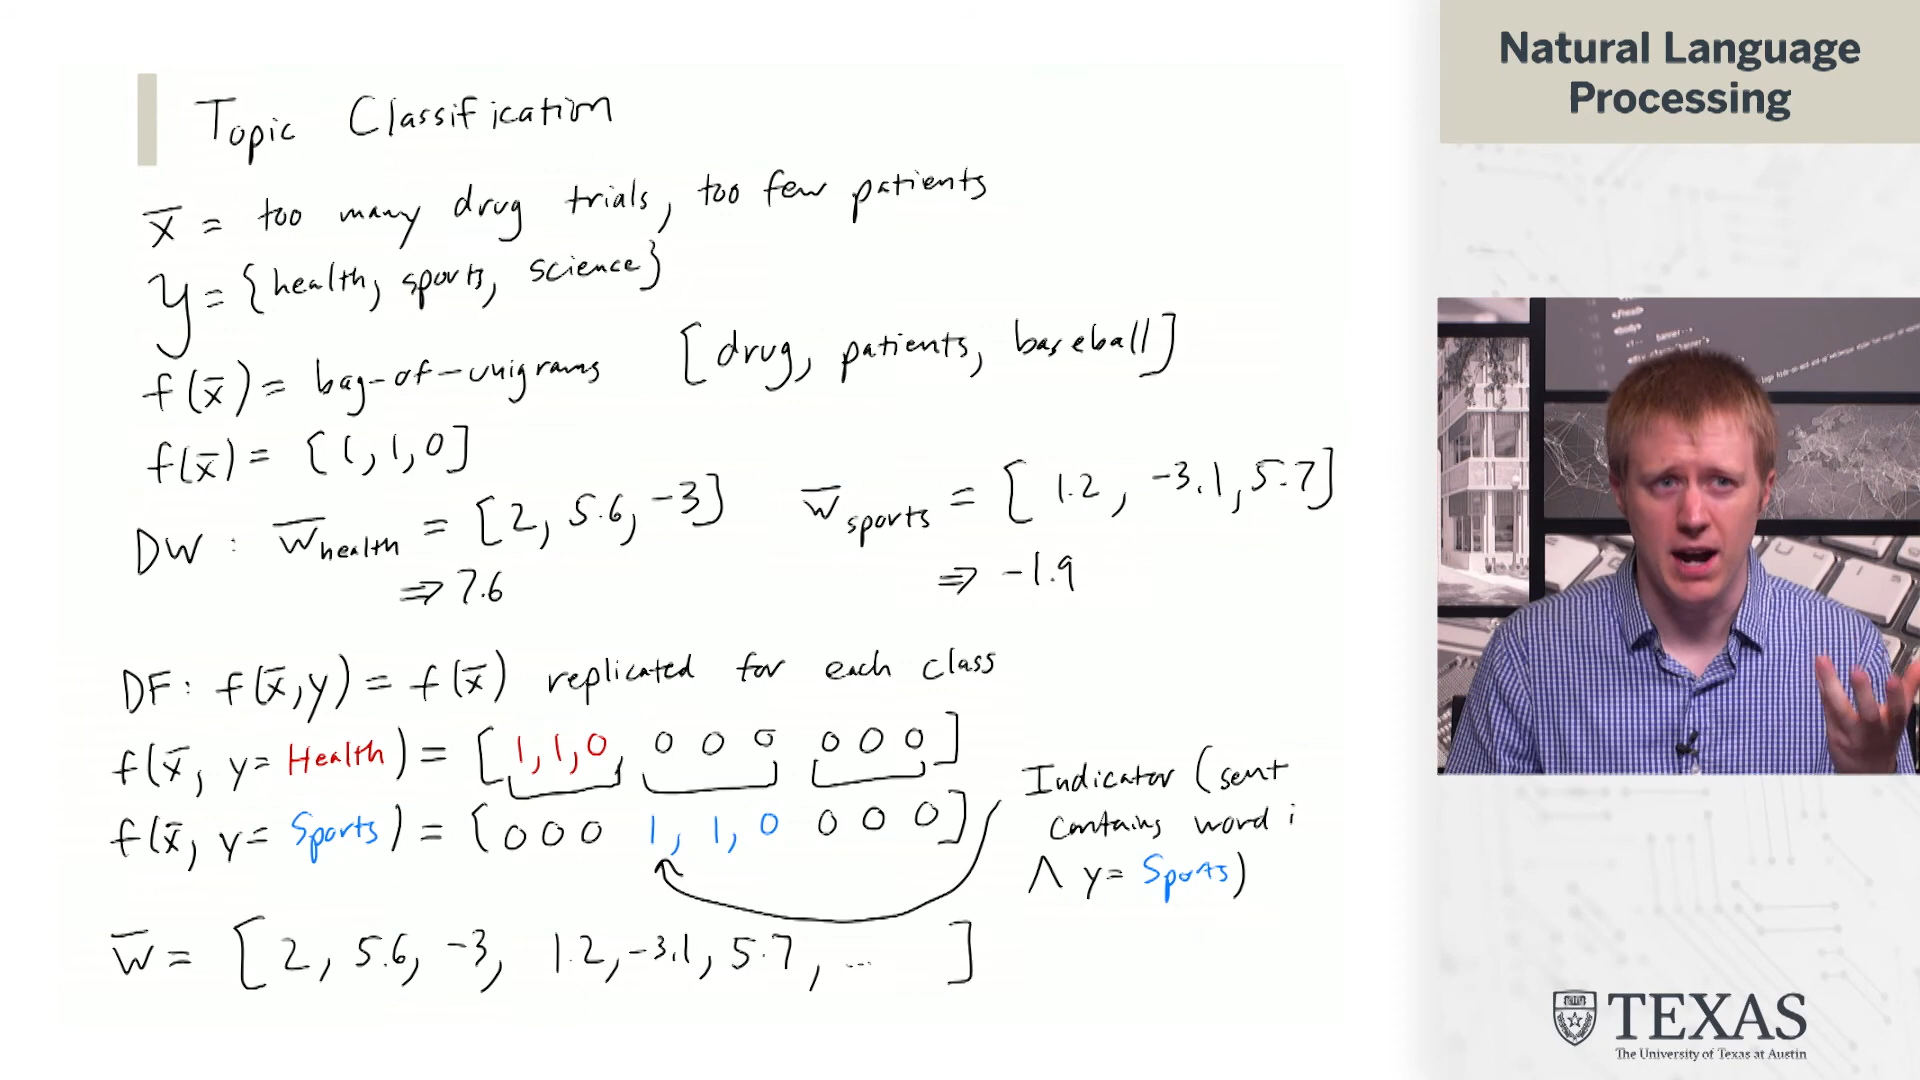 Natural Language
Processing
Topic Classification
x̄ = too many drug trials, too few patients
y = {health, sports, science}
f(x̄) = bag-of-unigrams [drug, patients, baseball]
f(x̄) = [1, 1, 0]
DW: w̄ health = [2, 5.6, -3] w̄ sports = [1.2, -3.1, 5.7]
⇒ 7.6 ⇒ -1.9
DF: f(x̄,y) = f(x̄) replicated for each class
f(x̄, y= Health) = [1, 1, 0, 0 0 0 0 0 0]
f(x̄, y= Sports) = [0 0 0 1, 1, 0 0 0 0]
Indicator (sent
contains word i
∧ y= Sports)
w̄ = [2, 5.6, -3, 1.2, -3.1, 5.7, ... ]
TEXAS
The University of Texas at Austin